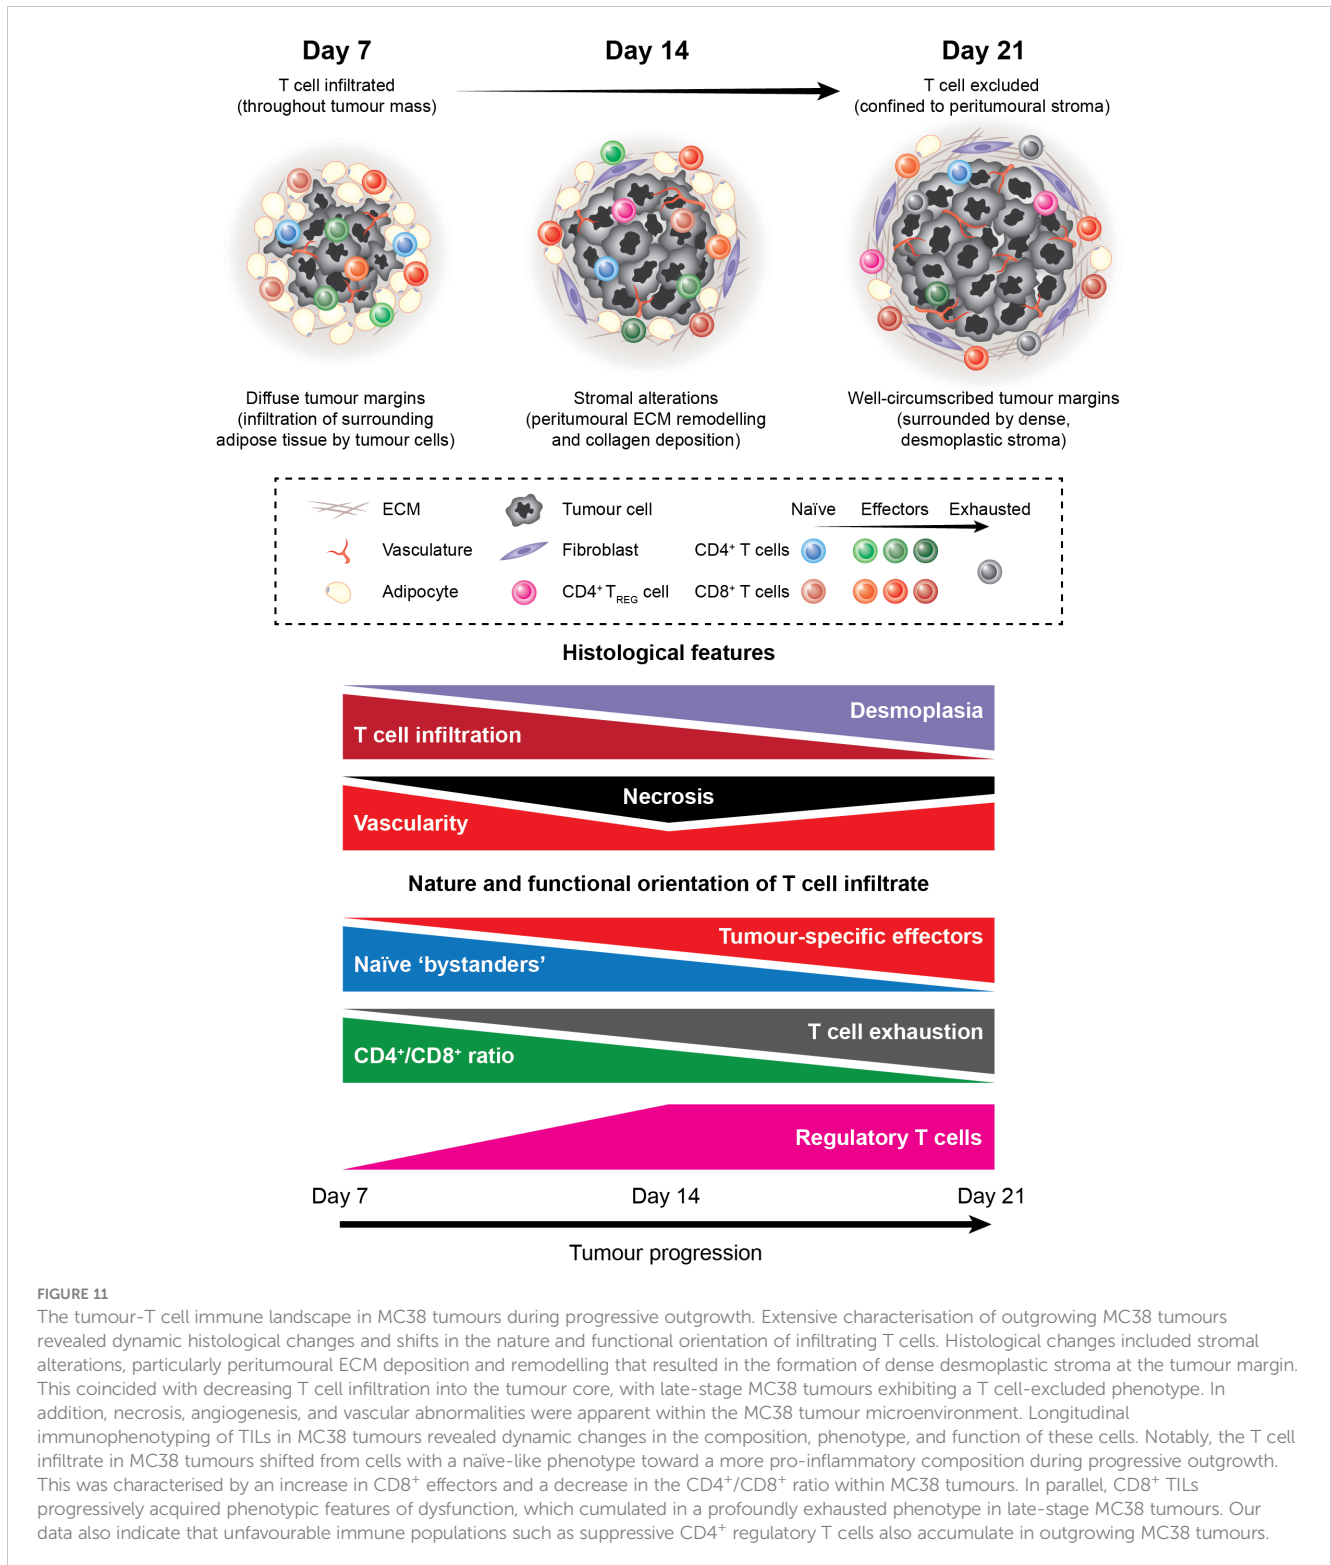 Day 7
Day 14
Day 21
T cell infiltrated
(throughout tumour mass)
T cell excluded
(confined to peritumoural stroma)
Diffuse tumour margins
(infiltration of surrounding
adipose tissue by tumour cells)
Stromal alterations
(peritumoural ECM remodelling
and collagen deposition)
Well-circumscribed tumour margins
(surrounded by dense,
desmoplastic stroma)
ECM
Tumour cell
Naïve
Effectors
Exhausted
Vasculature
Fibroblast
CD4⁺ T cells
Adipocyte
CD4⁺ TREG cell
CD8⁺ T cells
Histological features
Desmoplasia
T cell infiltration
Necrosis
Vascularity
Nature and functional orientation of T cell infiltrate
Tumour-specific effectors
Naïve ‘bystanders’
T cell exhaustion
CD4⁺/CD8⁺ ratio
Regulatory T cells
Day 7
Day 14
Day 21
Tumour progression
FIGURE 11
The tumour-T cell immune landscape in MC38 tumours during progressive outgrowth. Extensive characterisation of outgrowing MC38 tumours
revealed dynamic histological changes and shifts in the nature and functional orientation of infiltrating T cells. Histological changes included stromal
alterations, particularly peritumoural ECM deposition and remodelling that resulted in the formation of dense desmoplastic stroma at the tumour margin.
This coincided with decreasing T cell infiltration into the tumour core, with late-stage MC38 tumours exhibiting a T cell-excluded phenotype. In
addition, necrosis, angiogenesis, and vascular abnormalities were apparent within the MC38 tumour microenvironment. Longitudinal
immunophenotyping of TILs in MC38 tumours revealed dynamic changes in the composition, phenotype, and function of these cells. Notably, the T cell
infiltrate in MC38 tumours shifted from cells with a naïve-like phenotype toward a more pro-inflammatory composition during progressive outgrowth.
This was characterised by an increase in CD8⁺ effectors and a decrease in the CD4⁺/CD8⁺ ratio within MC38 tumours. In parallel, CD8⁺ TILs
progressively acquired phenotypic features of dysfunction, which cumulated in a profoundly exhausted phenotype in late-stage MC38 tumours. Our
data also indicate that unfavourable immune populations such as suppressive CD4⁺ regulatory T cells also accumulate in outgrowing MC38 tumours.